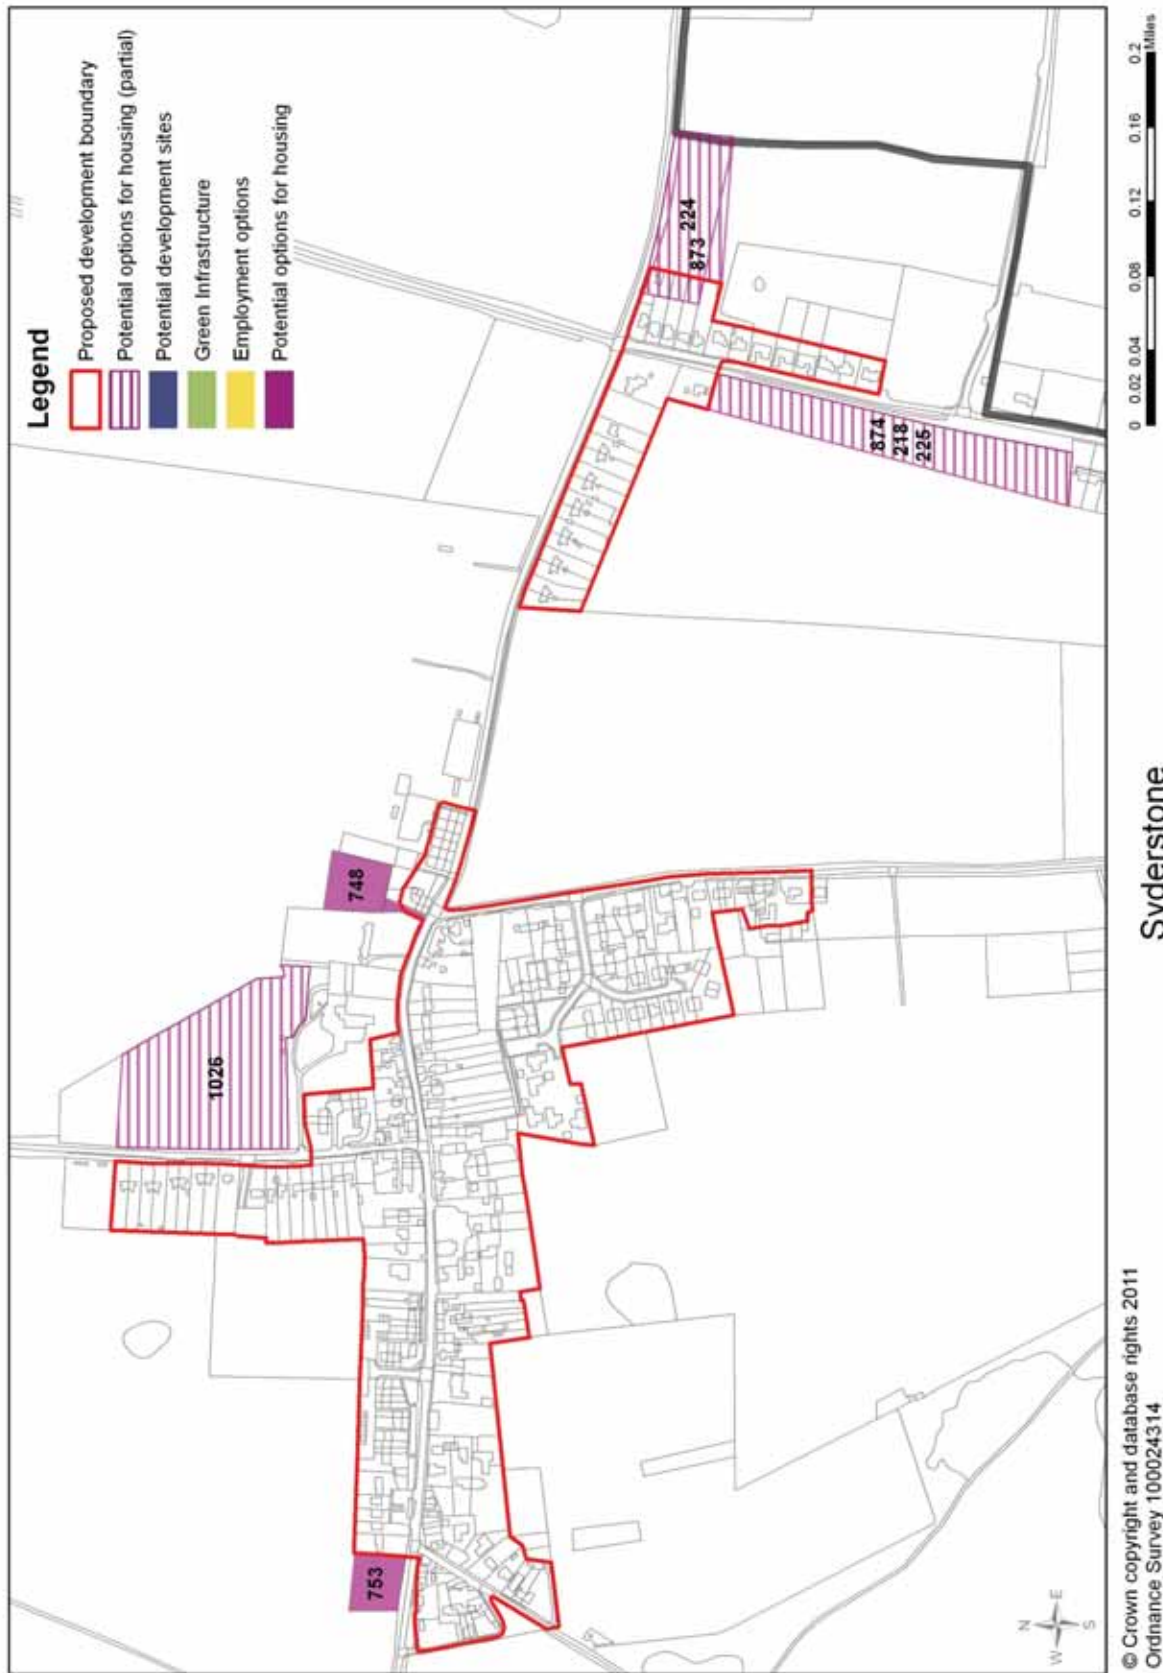 Legend
Proposed development boundary
Potential options for housing (partial)
Potential development sites
Green Infrastructure
Employment options
Potential options for housing
224
873
874
218
225
748
1026
753
N
W E
S
0 0.02 0.04 0.08 0.12 0.16 0.2
Miles
Syderstone
© Crown copyright and database rights 2011
Ordnance Survey 100024314